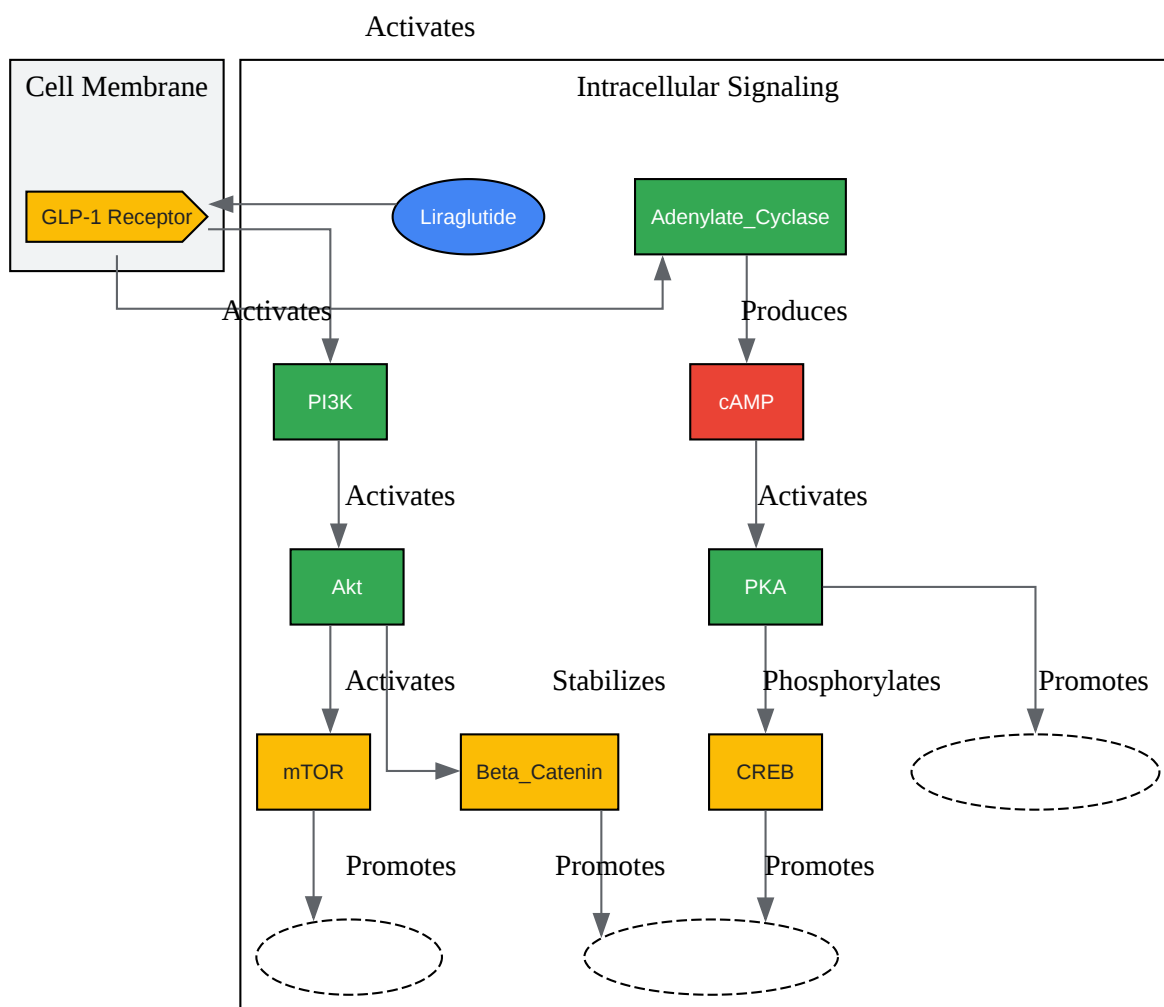 Activates
Cell Membrane
Intracellular Signaling
GLP-1 Receptor
Liraglutide
Adenylate_Cyclase
Activates
Produces
PI3K
cAMP
Activates
Activates
Akt
PKA
Activates
Stabilizes
Phosphorylates
Promotes
mTOR
Beta_Catenin
CREB
Promotes
Promotes
Promotes